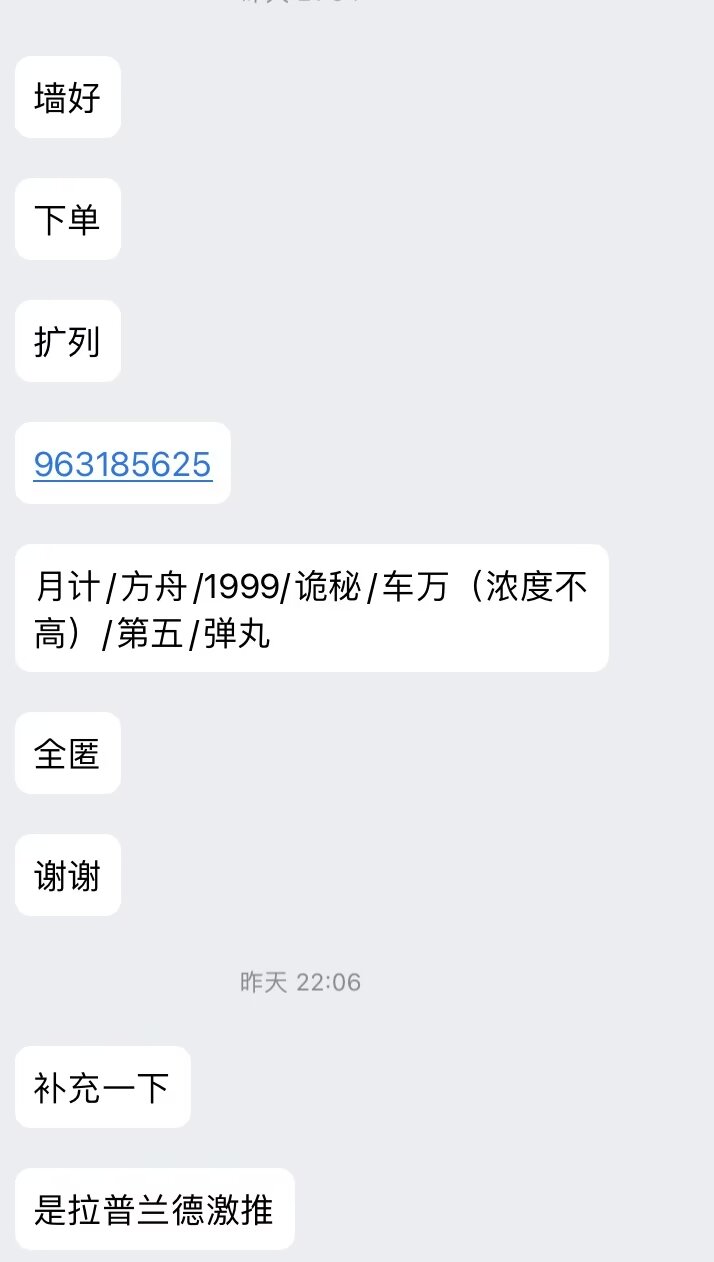 墙好
下单
扩列
963185625
月计/方舟/1999/诡秘/车万（浓度不
高）/第五/弹丸
全匿
谢谢
昨天 22:06
补充一下
是拉普兰德激推